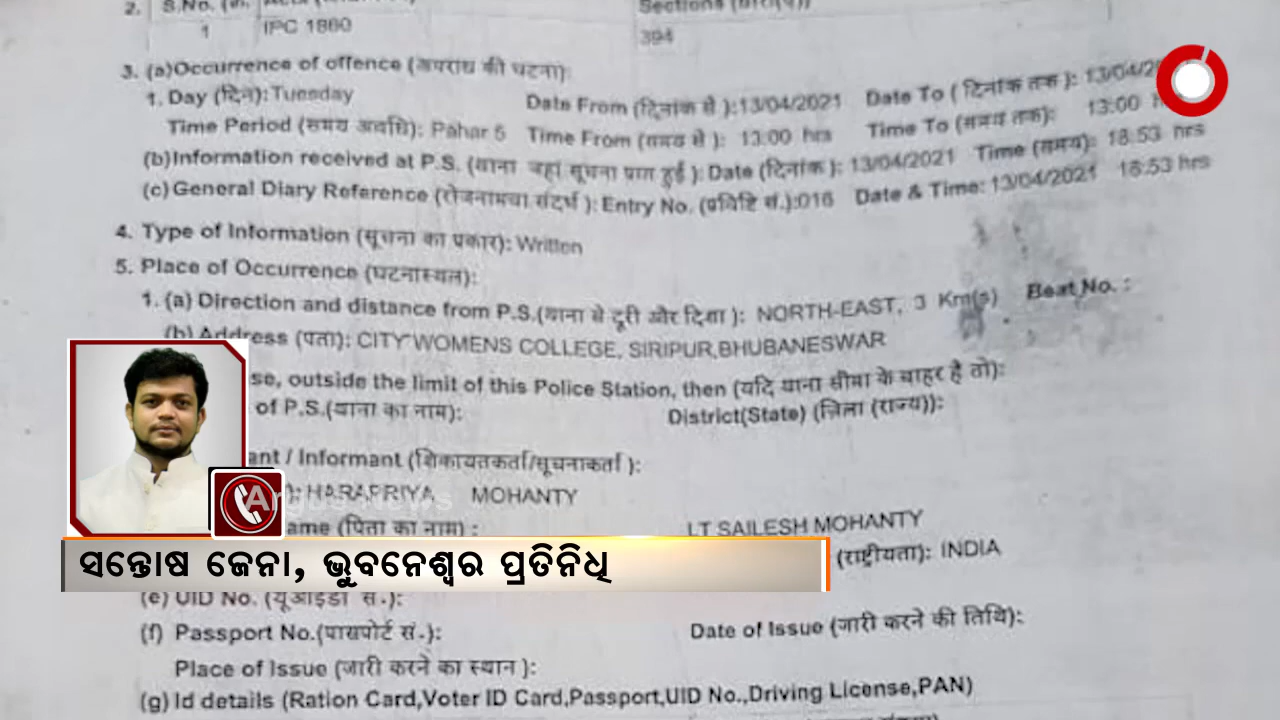 2. S.No. (
1 IPC 1860 394
Sections (धारा(एँ))
3. (a)Occurrence of offence (अपराध की घटना):
1. Day (दिन): Tuesday Date From (दिनांक से ):13/04/2021 Date To ( दिनांक तक ): 13/04/2
Time Period (समय अवधि): Pahar 5 Time From (समय से ): 13:00 hrs Time To (समय तक): 13:00 h
(b)Information received at P.S. (थाना जहां सूचना प्राप्त हुई ): Date (दिनांक ): 13/04/2021 Time (समय): 18:53 hrs
(c) General Diary Reference (रोजनामचा संदर्भ ): Entry No. (प्रविष्टि सं.):016 Date & Time: 13/04/2021 18:53 hrs
4. Type of Information (सूचना का प्रकार): Written
5. Place of Occurrence (घटनास्थल):
1. (a) Direction and distance from P.S.(थाना से दूरी और दिशा ): NORTH-EAST, 3 Km(s) Beat No. :
(b) Address (पता): CITY WOMENS COLLEGE, SIRIPUR,BHUBANESWAR
se, outside the limit of this Police Station, then (यदि थाना सीमा के बाहर है तो):
of P.S.(थाना का नाम): District(State) (ज़िला (राज्य)):
ant / Informant (शिकायतकर्ता/सूचनाकर्ता ):
): HARAPRIYA MOHANTY
Argus News
ame (पिता का नाम) : LT SAILESH MOHANTY
ସନ୍ତୋଷ ଜେନା, ଭୁବନେଶ୍ୱର ପ୍ରତିନିଧି
(राष्ट्रीयता): INDIA
(e) UID No. (यूआईडी सं.):
(f) Passport No.(पासपोर्ट सं.): Date of Issue (जारी करने की तिथि):
Place of Issue (जारी करने का स्थान ):
(g) Id details (Ration Card,Voter ID Card,Passport,UID No.,Driving License,PAN)